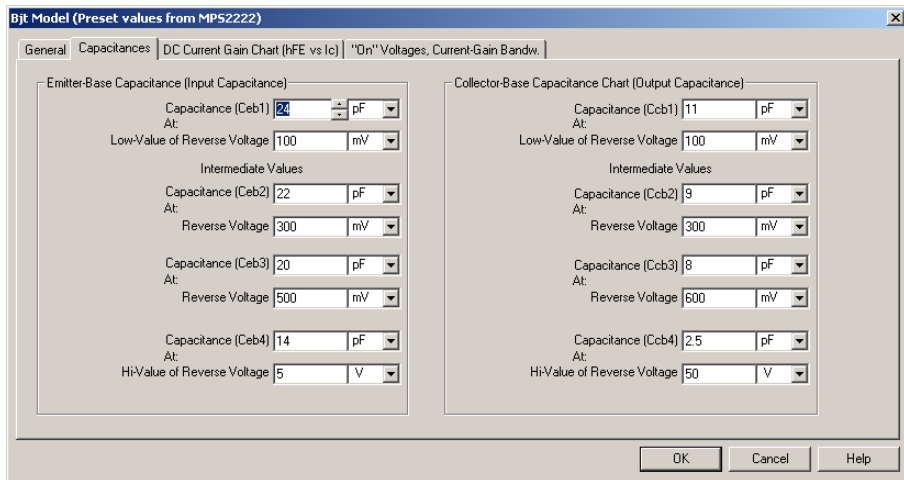 Bjt Model (Preset values from MPS2222)
General Capacitances DC Current Gain Chart (hFE vs Ic) "On" Voltages, Current-Gain Bandw.
Emitter-Base Capacitance (Input Capacitance)
Capacitance (Ceb1) 24 pF
At:
Low-Value of Reverse Voltage 100 mV
Intermediate Values
Capacitance (Ceb2) 22 pF
At:
Reverse Voltage 300 mV
Capacitance (Ceb3) 20 pF
At:
Reverse Voltage 500 mV
Capacitance (Ceb4) 14 pF
At:
Hi-Value of Reverse Voltage 5 V
Collector-Base Capacitance Chart (Output Capacitance)
Capacitance (Ccb1) 11 pF
At:
Low-Value of Reverse Voltage 100 mV
Intermediate Values
Capacitance (Ccb2) 9 pF
At:
Reverse Voltage 300 mV
Capacitance (Ccb3) 8 pF
At:
Reverse Voltage 600 mV
Capacitance (Ccb4) 2.5 pF
At:
Hi-Value of Reverse Voltage 50 V
OK Cancel Help